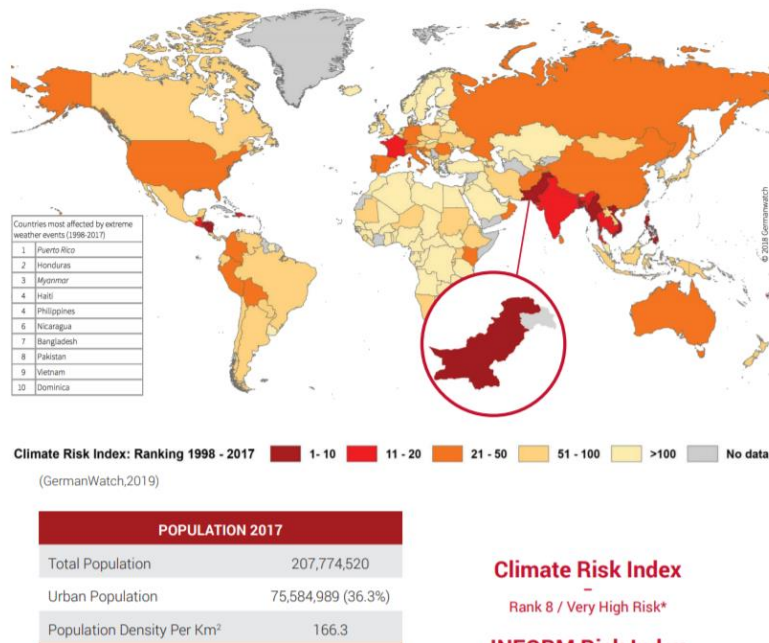 © 2018 Germanwatch
Countries most affected by extreme
weather events (1998-2017)
1 Puerto Rico
2 Honduras
3 Myanmar
4 Haiti
4 Philippines
6 Nicaragua
7 Bangladesh
8 Pakistan
9 Vietnam
10 Dominica
Climate Risk Index: Ranking 1998 - 2017 1- 10 11 - 20 21 - 50 51 - 100 >100 No data
(GermanWatch,2019)
POPULATION 2017
Total Population 207,774,520
Urban Population 75,584,989 (36.3%)
Population Density Per Km² 166.3
Climate Risk Index
–
Rank 8 / Very High Risk*
INFORM Risk Index